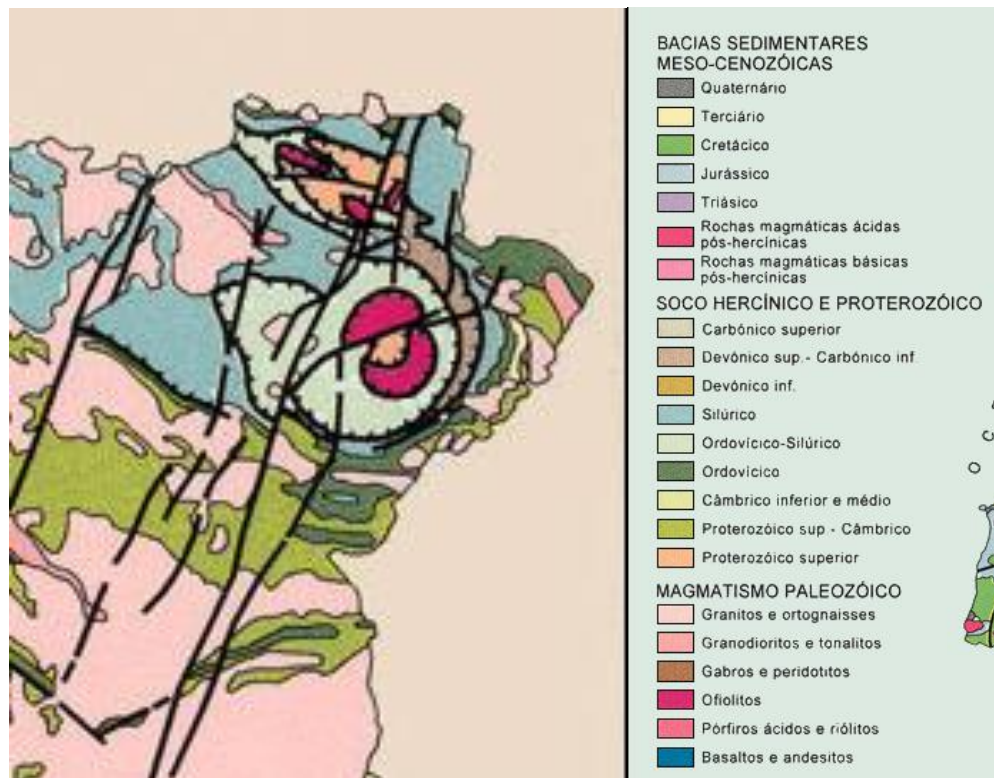 BACIAS SEDIMENTARES
MESO-CENOZÓICAS
Quaternário
Terciário
Cretácico
Jurássico
Triásico
Rochas magmáticas ácidas
pós-hercínicas
Rochas magmáticas básicas
pós-hercínicas
SOCO HERCÍNICO E PROTEROZÓICO
Carbónico superior
Devónico sup. - Carbónico inf
Devónico inf.
Silúrico
Ordovícico-Silúrico
Ordovícico
Câmbrico inferior e médio
Proterozóico sup - Câmbrico
Proterozóico superior
MAGMATISMO PALEOZÓICO
Granitos e ortognaisses
Granodioritos e tonalitos
Gabros e peridotitos
Ofiolitos
Pórfiros ácidos e riólitos
Basaltos e andesitos
O C